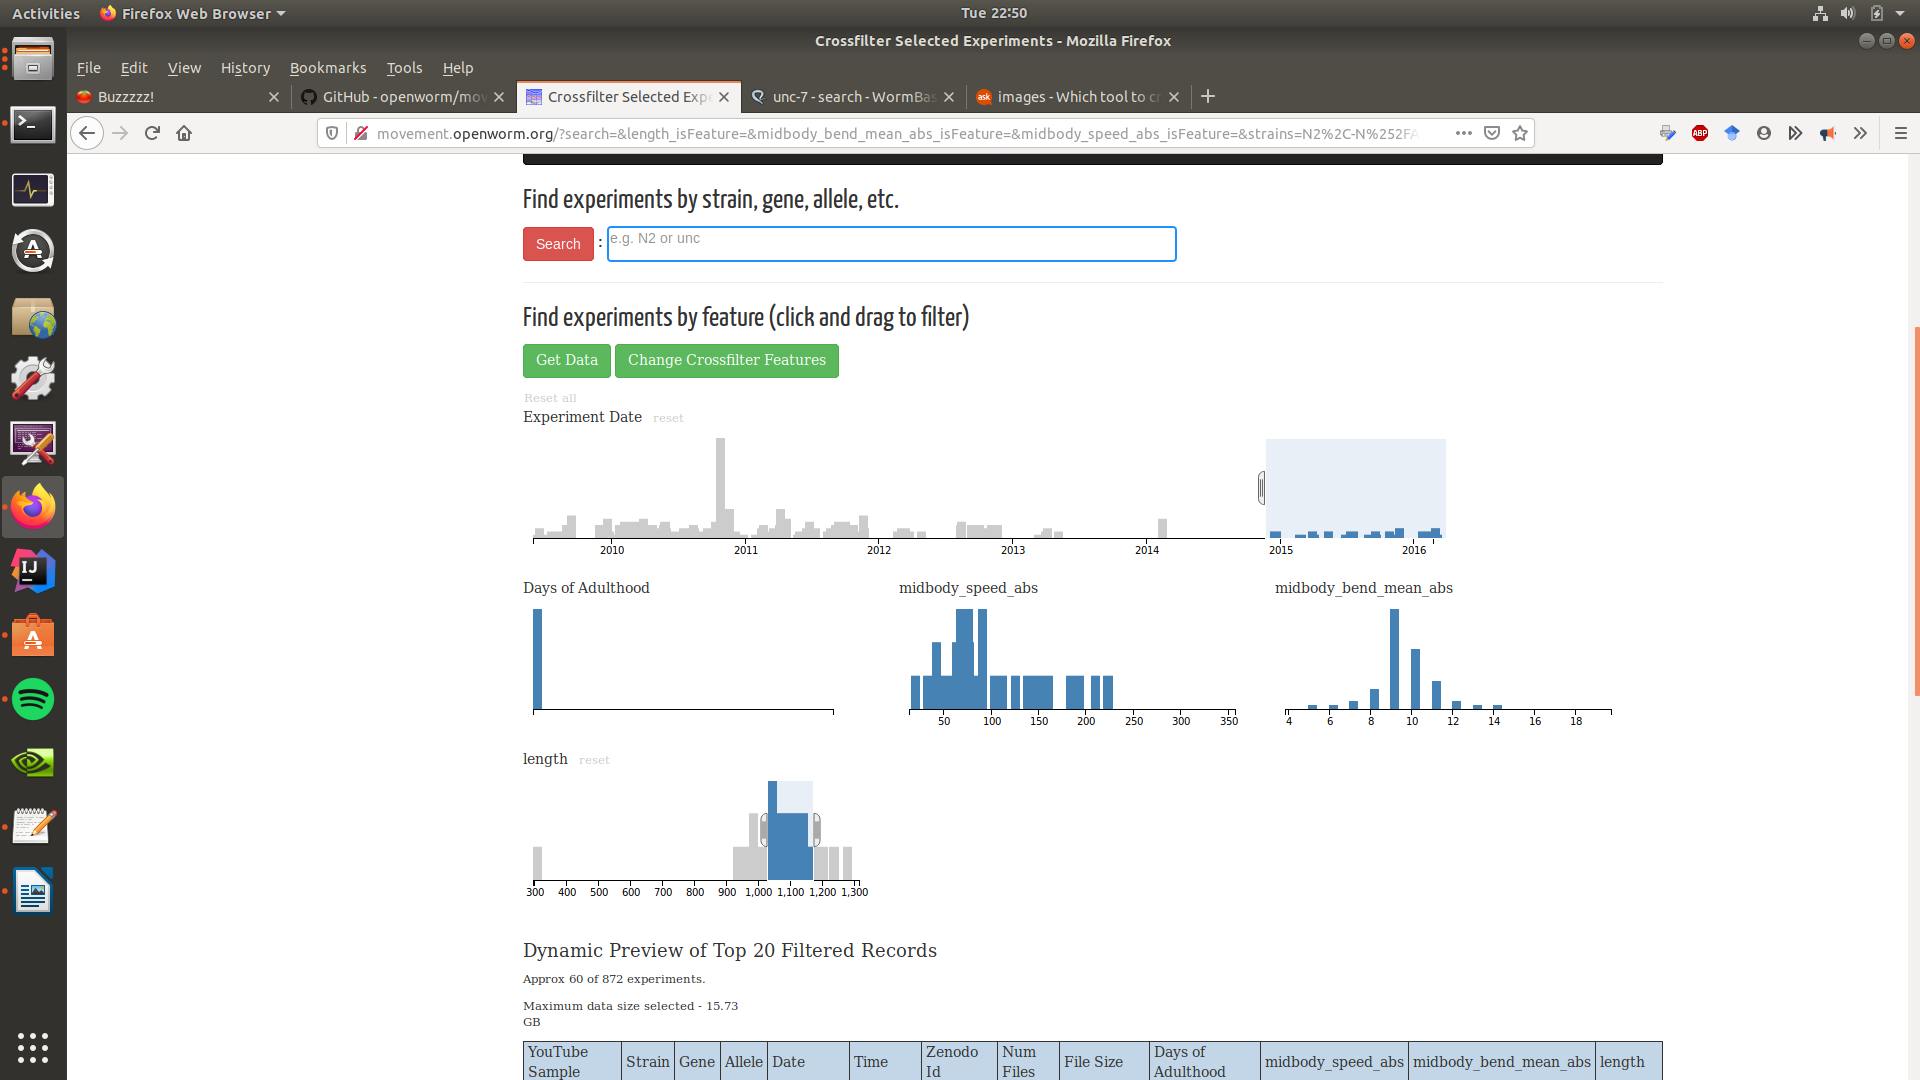 Activities Firefox Web Browser Tue 22:50
Crossfilter Selected Experiments - Mozilla Firefox
File Edit View History Bookmarks Tools Help
Buzzzzz! GitHub - openworm/mov Crossfilter Selected Expe unc-7 - search - WormBas images - Which tool to cr
movement.openworm.org/?search=&length_isFeature=&midbody_bend_mean_abs_isFeature=&midbody_speed_abs_isFeature=&strains=N2%2C-N%252FA
ABP
Find experiments by strain, gene, allele, etc.
Search : e.g. N2 or unc
Find experiments by feature (click and drag to filter)
Get Data Change Crossfilter Features
Reset all
Experiment Date reset
2010 2011 2012 2013 2014 2015 2016
Days of Adulthood midbody_speed_abs midbody_bend_mean_abs
50 100 150 200 250 300 350 4 6 8 10 12 14 16 18
length reset
300 400 500 600 700 800 900 1,000 1,100 1,200 1,300
Dynamic Preview of Top 20 Filtered Records
Approx 60 of 872 experiments.
Maximum data size selected - 15.73
GB
YouTube Sample Strain Gene Allele Date Time Zenodo Id Num Files File Size Days of Adulthood midbody_speed_abs midbody_bend_mean_abs length